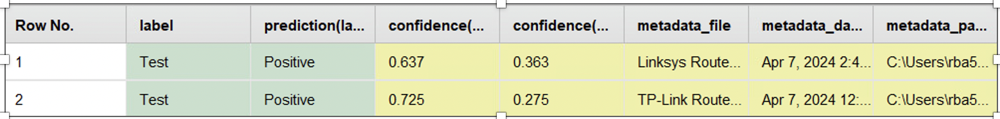 Row No. label prediction(la... confidence(... confidence(... metadata_file metadata_da... metadata_pa...
1 Test Positive 0.637 0.363 Linksys Route... Apr 7, 2024 2:4... C:\Users\rba5...
2 Test Positive 0.725 0.275 TP-Link Route... Apr 7, 2024 12:... C:\Users\rba5...